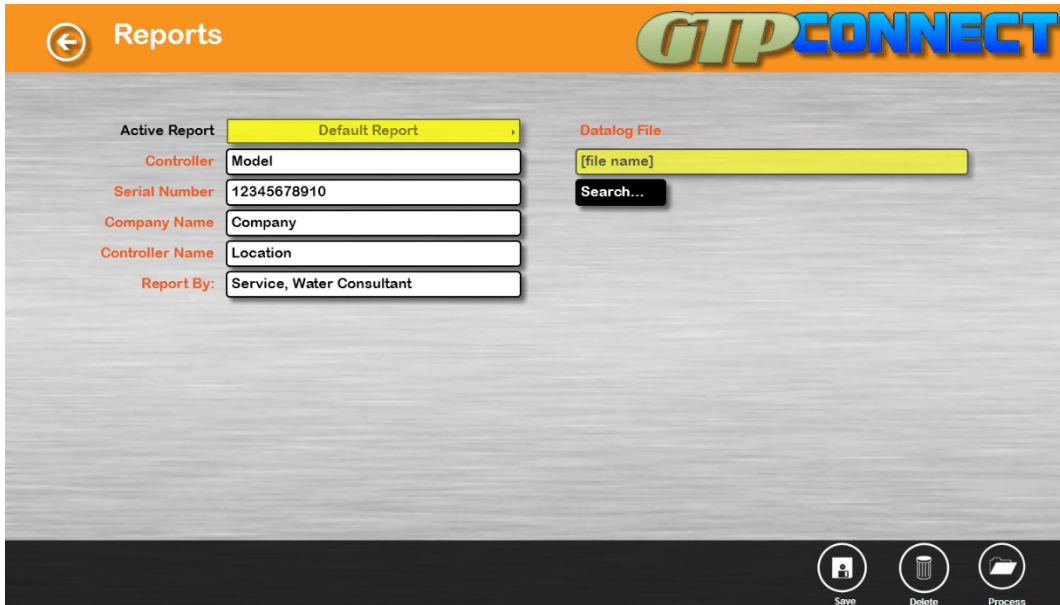 Reports
GTPCONNECT
Active Report Default Report
Controller Model
Serial Number 12345678910
Company Name Company
Controller Name Location
Report By: Service, Water Consultant
Datalog File
[file name]
Search...
Save Delete Process